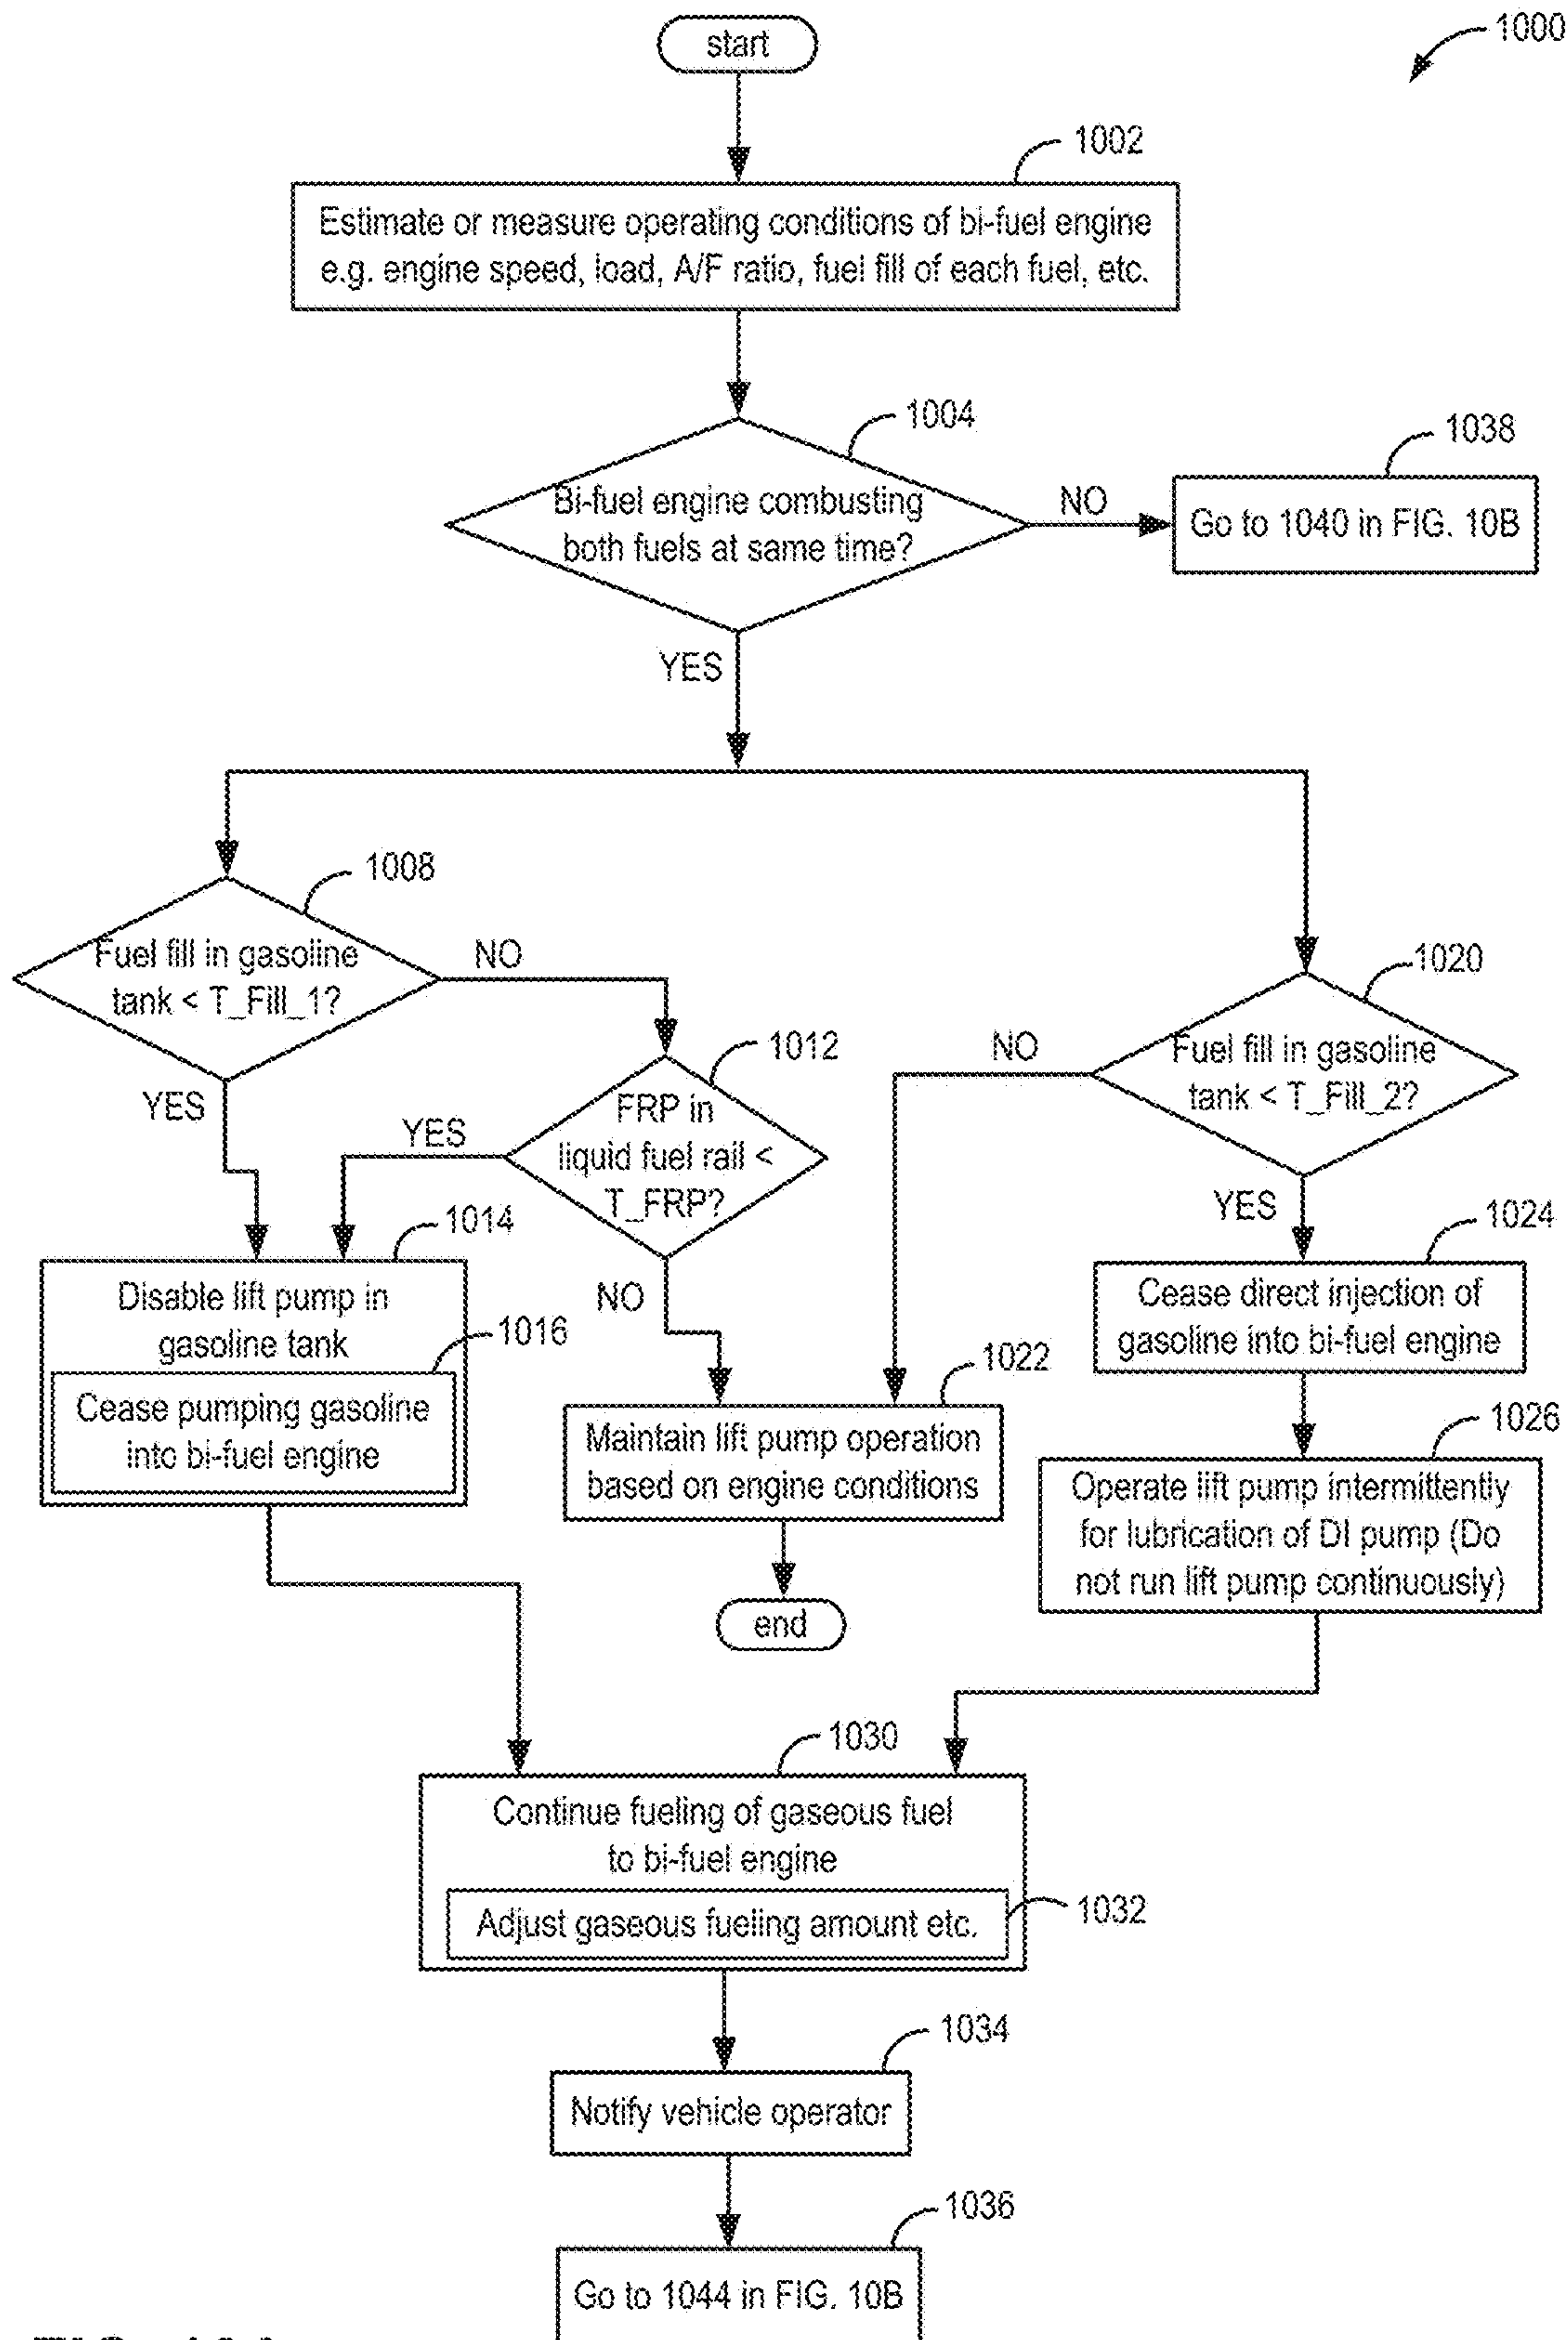 start
1000
1002
Estimate or measure operating conditions of bi-fuel engine
e.g. engine speed, load, A/F ratio, fuel fill of each fuel, etc.
1004
Bi-fuel engine combusting
both fuels at same time?
NO
1038
Go to 1040 in FIG. 10B
YES
1008
Fuel fill in gasoline
tank < T_Fill_1?
NO
YES
1012
FRP in
liquid fuel rail <
T_FRP?
YES
NO
1020
Fuel fill in gasoline
tank < T_Fill_2?
NO
YES
1014
Disable lift pump in
gasoline tank
1016
Cease pumping gasoline
into bi-fuel engine
1022
Maintain lift pump operation
based on engine conditions
end
1024
Cease direct injection of
gasoline into bi-fuel engine
1026
Operate lift pump intermittently
for lubrication of DI pump (Do
not run lift pump continuously)
1030
Continue fueling of gaseous fuel
to bi-fuel engine
Adjust gaseous fueling amount etc.
1032
1034
Notify vehicle operator
1036
Go to 1044 in FIG. 10B